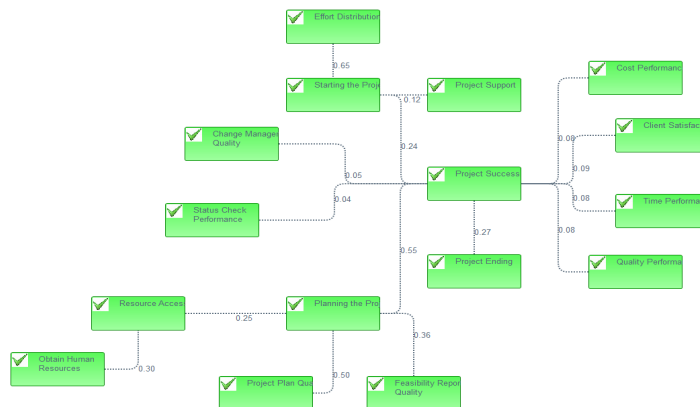 Effort Distribution
0.65
Starting the Proj
Project Support
Cost Performanc
0.12
0.24
0.08
Change Manager
Quality
Client Satisfac
0.09
0.05
Project Success
0.04
0.08
Status Check
Performance
Time Performa
0.08
0.27
0.55
Project Ending
Quality Performa
Resource Acces
Planning the Pro
0.25
0.36
Obtain Human
Resources
0.30
0.50
Project Plan Qua
Feasibility Repor
Quality